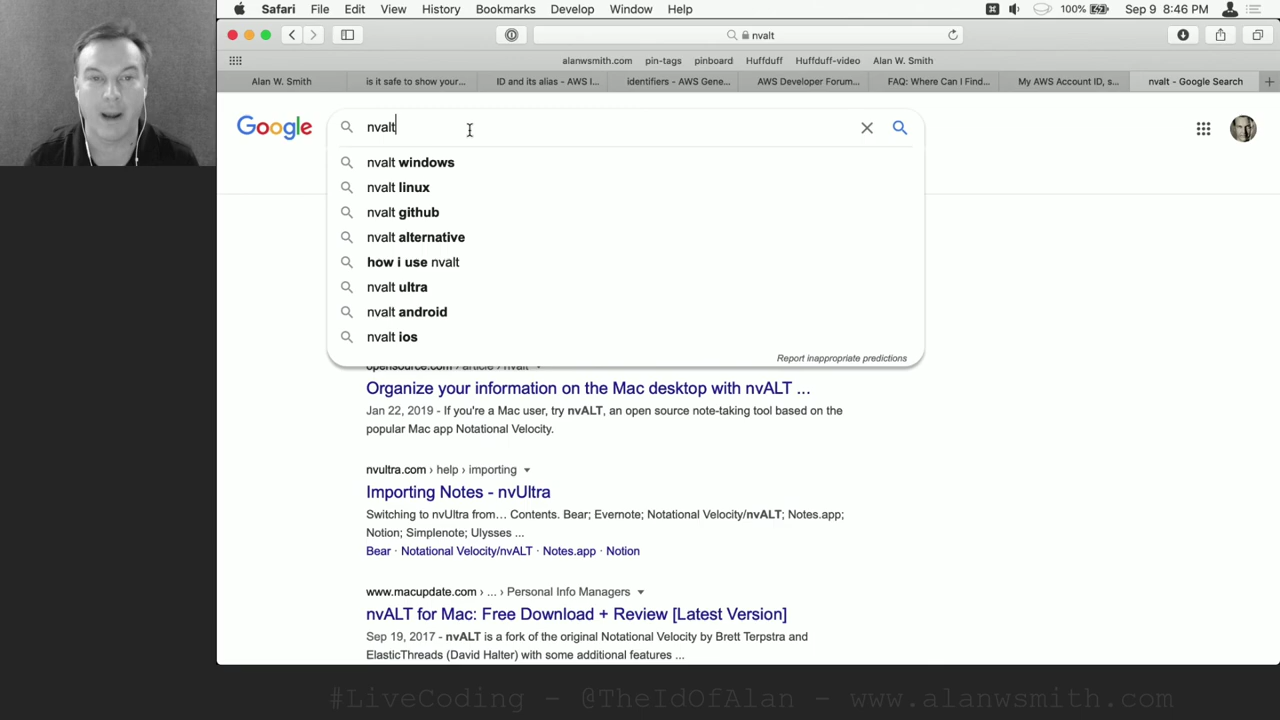 Safari File Edit View History Bookmarks Develop Window Help 100% Sep 9 8:46 PM
nvalt
alanwsmith.com pin-tags pinboard Huffduff Huffduff-video Alan W. Smith
Alan W. Smith is it safe to show your... ID and its alias - AWS I... identifiers - AWS Gene... AWS Developer Forum... FAQ: Where Can I Find... My AWS Account ID, s... nvalt - Google Search
Google nvalt
nvalt windows
nvalt linux
nvalt github
nvalt alternative
how i use nvalt
nvalt ultra
nvalt android
nvalt ios
Report inappropriate predictions
opensource.com › article › nvalt
Organize your information on the Mac desktop with nvALT ...
Jan 22, 2019 - If you're a Mac user, try nvALT, an open source note-taking tool based on the
popular Mac app Notational Velocity.
nvultra.com › help › importing
Importing Notes - nvUltra
Switching to nvUltra from... Contents. Bear; Evernote; Notational Velocity/nvALT; Notes.app;
Notion; Simplenote; Ulysses ...
Bear · Notational Velocity/nvALT · Notes.app · Notion
www.macupdate.com › ... › Personal Info Managers
nvALT for Mac: Free Download + Review [Latest Version]
Sep 19, 2017 - nvALT is a fork of the original Notational Velocity by Brett Terpstra and
ElasticThreads (David Halter) with some additional features ...
#LiveCoding - @TheIdOfAlan - www.alanwsmith.com